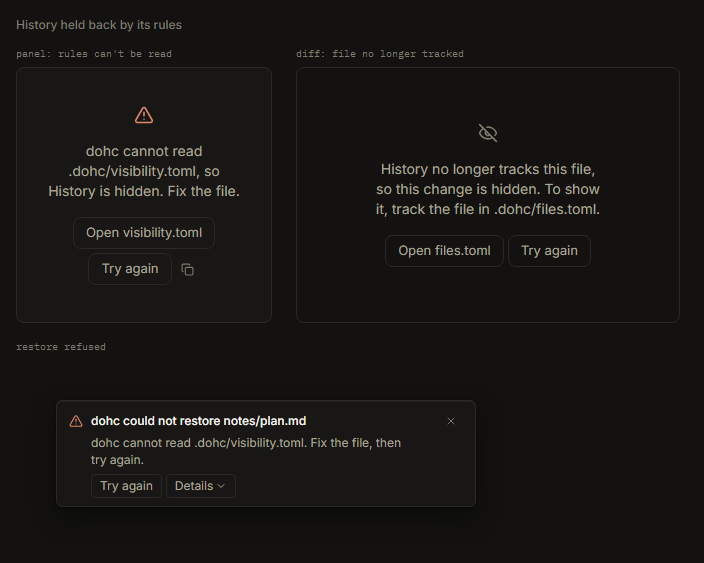 History held back by its rules
panel: rules can't be read
diff: file no longer tracked
dohc cannot read
.dohc/visibility.toml, so
History is hidden. Fix the file.
Open visibility.toml
Try again
History no longer tracks this file,
so this change is hidden. To show
it, track the file in .dohc/files.toml.
Open files.toml
Try again
restore refused
dohc could not restore notes/plan.md
dohc cannot read .dohc/visibility.toml. Fix the file, then
try again.
Try again
Details